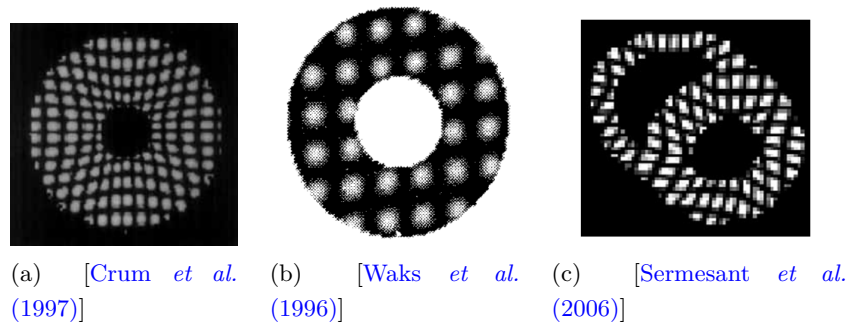 (a) [Crum et al.
(1997)]
(b) [Waks et al.
(1996)]
(c) [Sermesant et al.
(2006)]